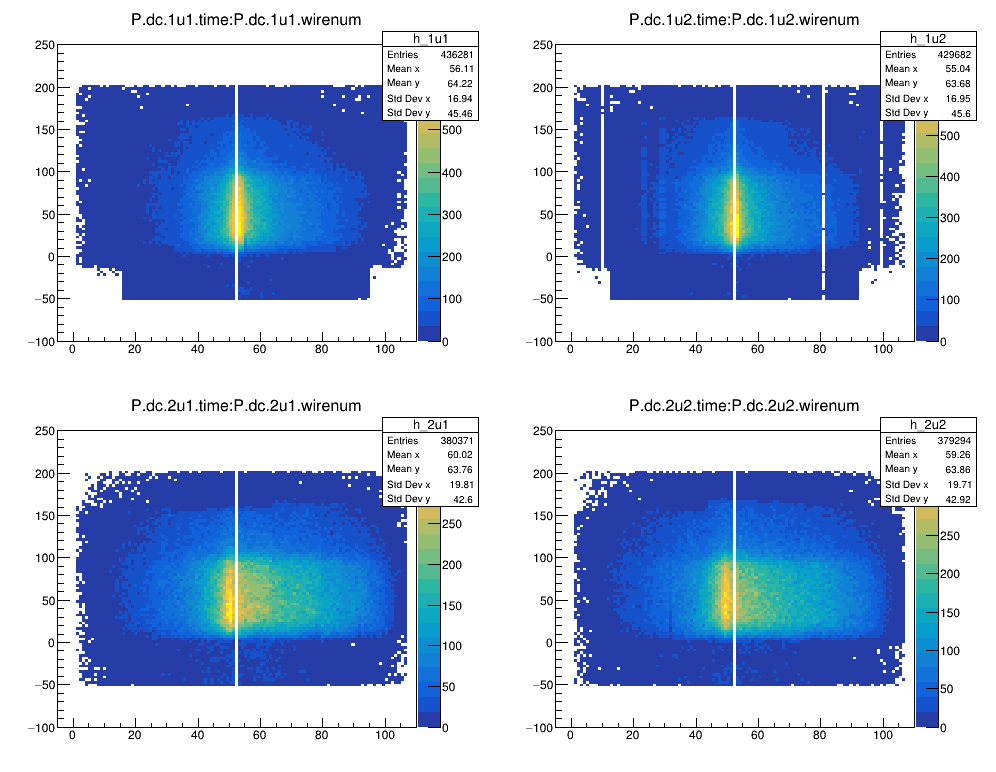 P.dc.1u1.time:P.dc.1u1.wirenum
h_1u1
Entries 436281
Mean x 56.11
Mean y 64.22
Std Dev x 16.94
Std Dev y 45.46
250
200
150
100
50
0
−50
−100
0 20 40 60 80 100
500
400
300
200
100
0
P.dc.1u2.time:P.dc.1u2.wirenum
h_1u2
Entries 429682
Mean x 55.04
Mean y 63.68
Std Dev x 16.95
Std Dev y 45.6
250
200
150
100
50
0
−50
−100
0 20 40 60 80 100
500
400
300
200
100
0
P.dc.2u1.time:P.dc.2u1.wirenum
h_2u1
Entries 380371
Mean x 60.02
Mean y 63.76
Std Dev x 19.81
Std Dev y 42.6
250
200
150
100
50
0
−50
−100
0 20 40 60 80 100
250
200
150
100
50
0
P.dc.2u2.time:P.dc.2u2.wirenum
h_2u2
Entries 379294
Mean x 59.26
Mean y 63.86
Std Dev x 19.71
Std Dev y 42.92
250
200
150
100
50
0
−50
−100
0 20 40 60 80 100
250
200
150
100
50
0